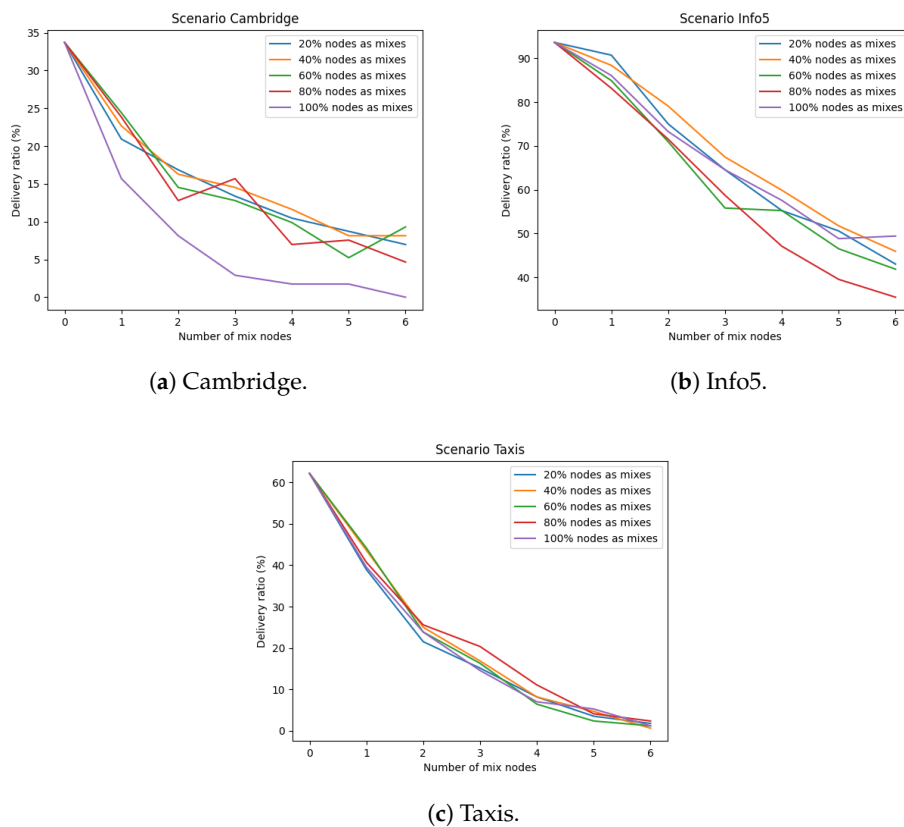 Scenario Cambridge
Delivery ratio (%)
35
30
25
20
15
10
5
0
20% nodes as mixes
40% nodes as mixes
60% nodes as mixes
80% nodes as mixes
100% nodes as mixes
0 1 2 3 4 5 6
Number of mix nodes
(a) Cambridge.
Scenario Info5
Delivery ratio (%)
90
80
70
60
50
40
20% nodes as mixes
40% nodes as mixes
60% nodes as mixes
80% nodes as mixes
100% nodes as mixes
0 1 2 3 4 5 6
Number of mix nodes
(b) Info5.
Scenario Taxis
Delivery ratio (%)
60
50
40
30
20
10
0
20% nodes as mixes
40% nodes as mixes
60% nodes as mixes
80% nodes as mixes
100% nodes as mixes
0 1 2 3 4 5 6
Number of mix nodes
(c) Taxis.